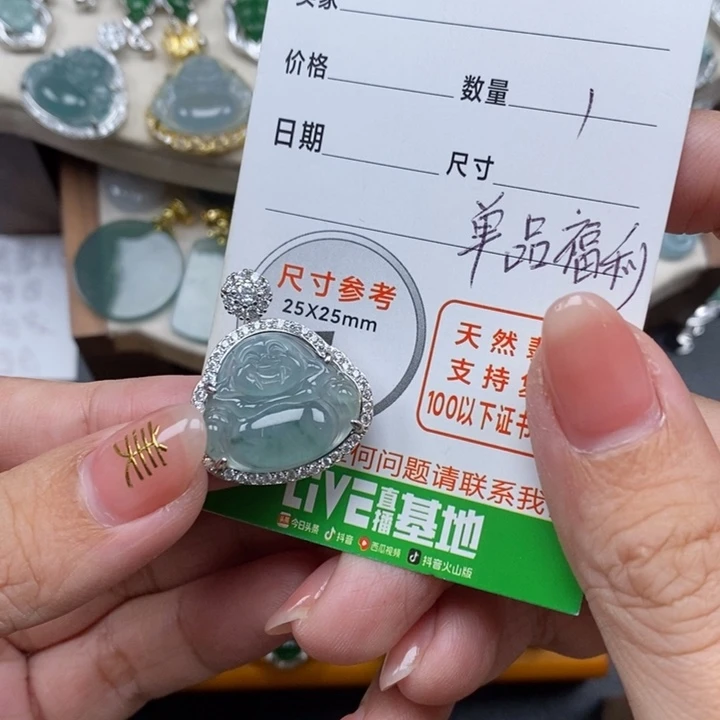 价格 数量 1
日期 尺寸
单品福利
尺寸参考
25X25mm
天然
支持
100以下证书
何问题请联系我
LIVE直播基地
今日头条 抖音 西瓜视频 抖音火山版